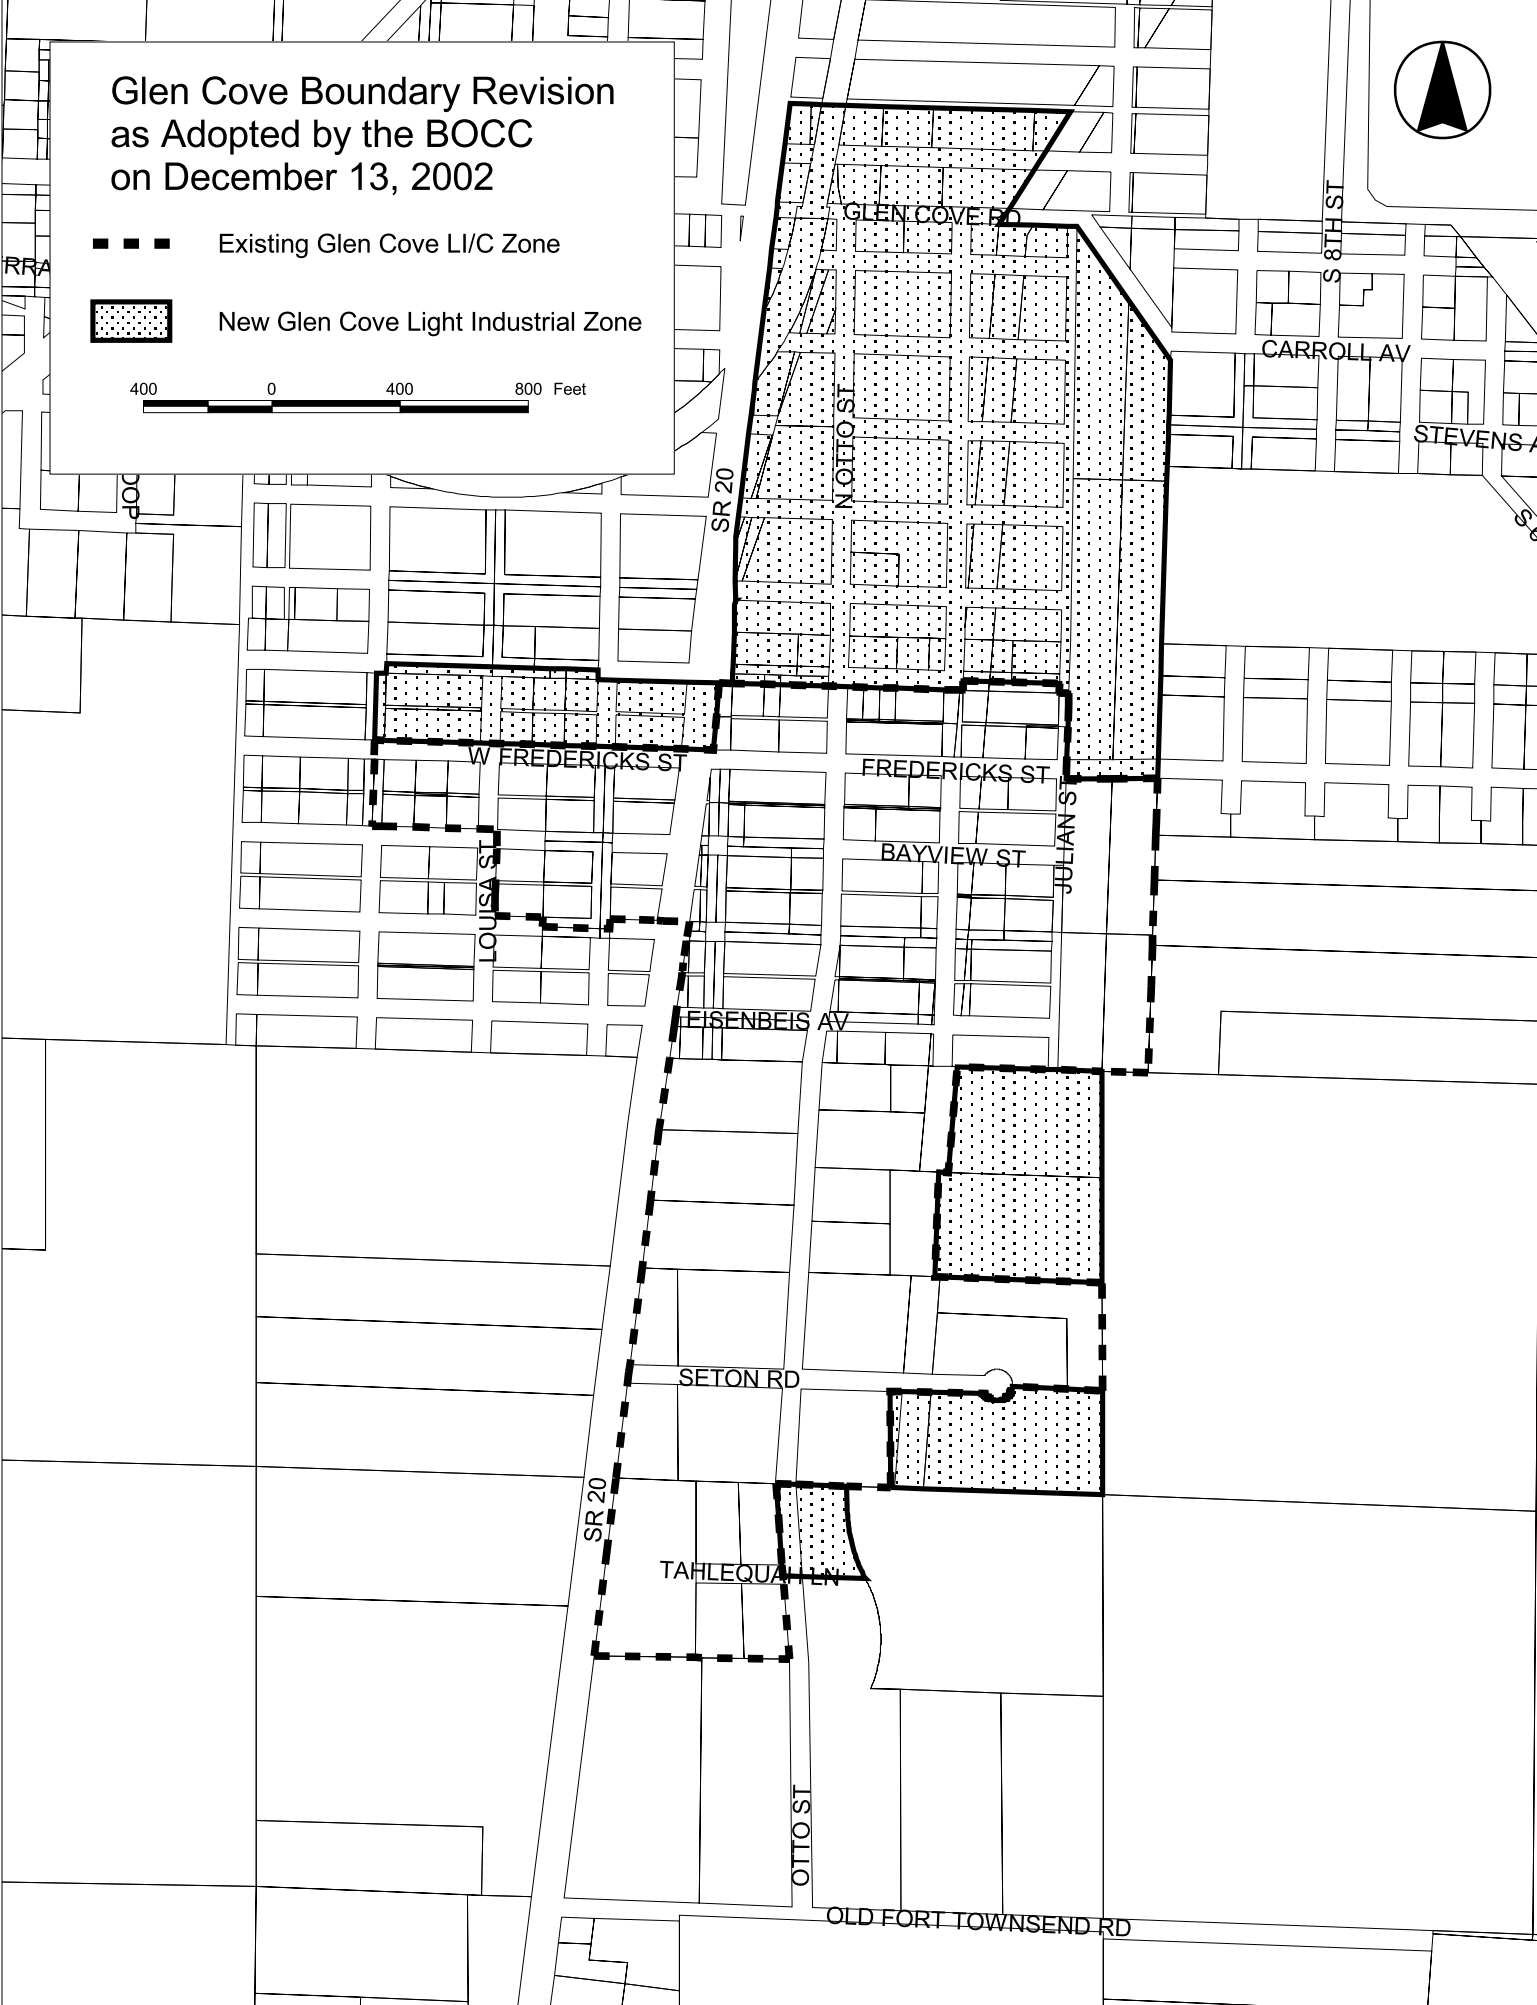 Glen Cove Boundary Revision
as Adopted by the BOCC
on December 13, 2002
Existing Glen Cove LI/C Zone
New Glen Cove Light Industrial Zone
400 0 400 800 Feet
RRA
OOP
GLEN COVE RD
S 8TH ST
CARROLL AV
STEVENS A
S
N OTTO ST
SR 20
W FREDERICKS ST
FREDERICKS ST
JULIAN ST
BAYVIEW ST
LOUISA ST
EISENBEIS AV
SETON RD
SR 20
TAHLEQUAH LN
OTTO ST
OLD FORT TOWNSEND RD